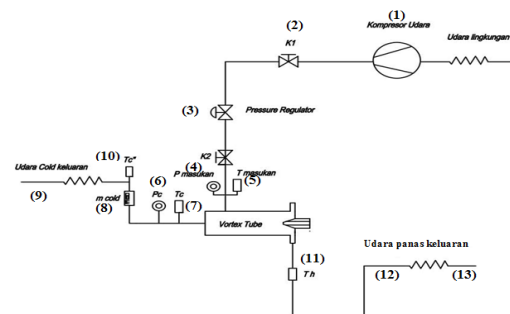 (1)
Kompresor Udara
(2)
K1
Udara lingkungan
(3)
Pressure Regulator
K2
(4)
P masukan
T masukan
(5)
(10)
Tc*
Udara Cold keluaran
(9)
m cold
(8)
(6)
Pc
Tc
(7)
Vortex Tube
(11)
T h
Udara panas keluaran
(12)
(13)